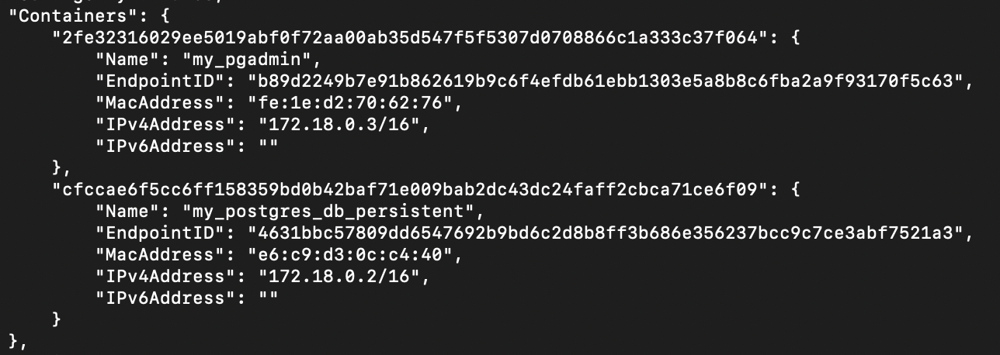 "Containers": {
"2fe32316029ee5019abf0f72aa00ab35d547f5f5307d0708866c1a333c37f064": {
"Name": "my_pgadmin",
"EndpointID": "b89d2249b7e91b862619b9c6f4efdb61ebb1303e5a8b8c6fba2a9f93170f5c63",
"MacAddress": "fe:1e:d2:70:62:76",
"IPv4Address": "172.18.0.3/16",
"IPv6Address": ""
},
"cfccae6f5cc6ff158359bd0b42baf71e009bab2dc43dc24faff2cbca71ce6f09": {
"Name": "my_postgres_db_persistent",
"EndpointID": "4631bbc57809dd6547692b9bd6c2d8b8ff3b686e356237bcc9c7ce3abf7521a3",
"MacAddress": "e6:c9:d3:0c:c4:40",
"IPv4Address": "172.18.0.2/16",
"IPv6Address": ""
}
},